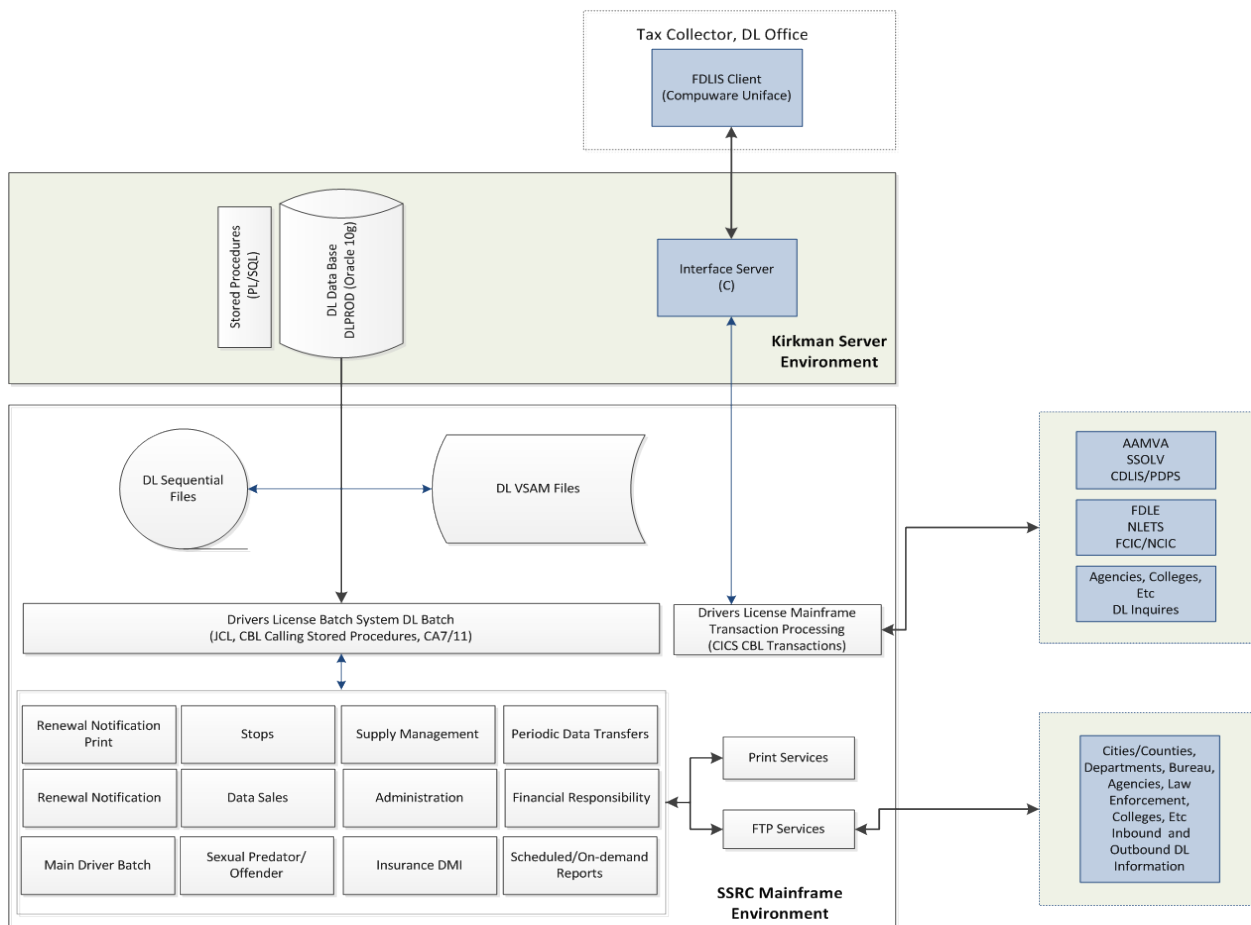 Tax Collector, DL Office
FDLIS Client
(Compuware Uniface)
Stored Procedures
(PL/SQL)
DL Data Base
DLPROD (Oracle 10g)
Interface Server
(C)
Kirkman Server
Environment
DL Sequential
Files
DL VSAM Files
AAMVA
SSOLV
CDLIS/PDPS
FDLE
NLETS
FCIC/NCIC
Agencies, Colleges,
Etc
DL Inquires
Drivers License Batch System DL Batch
(JCL, CBL Calling Stored Procedures, CA7/11)
Drivers License Mainframe
Transaction Processing
(CICS CBL Transactions)
Renewal Notification
Print
Stops
Supply Management
Periodic Data Transfers
Renewal Notification
Data Sales
Administration
Financial Responsibility
Main Driver Batch
Sexual Predator/
Offender
Insurance DMI
Scheduled/On-demand
Reports
Print Services
FTP Services
Cities/Counties,
Departments, Bureau,
Agencies, Law
Enforcement,
Colleges, Etc
Inbound and
Outbound DL
Information
SSRC Mainframe
Environment